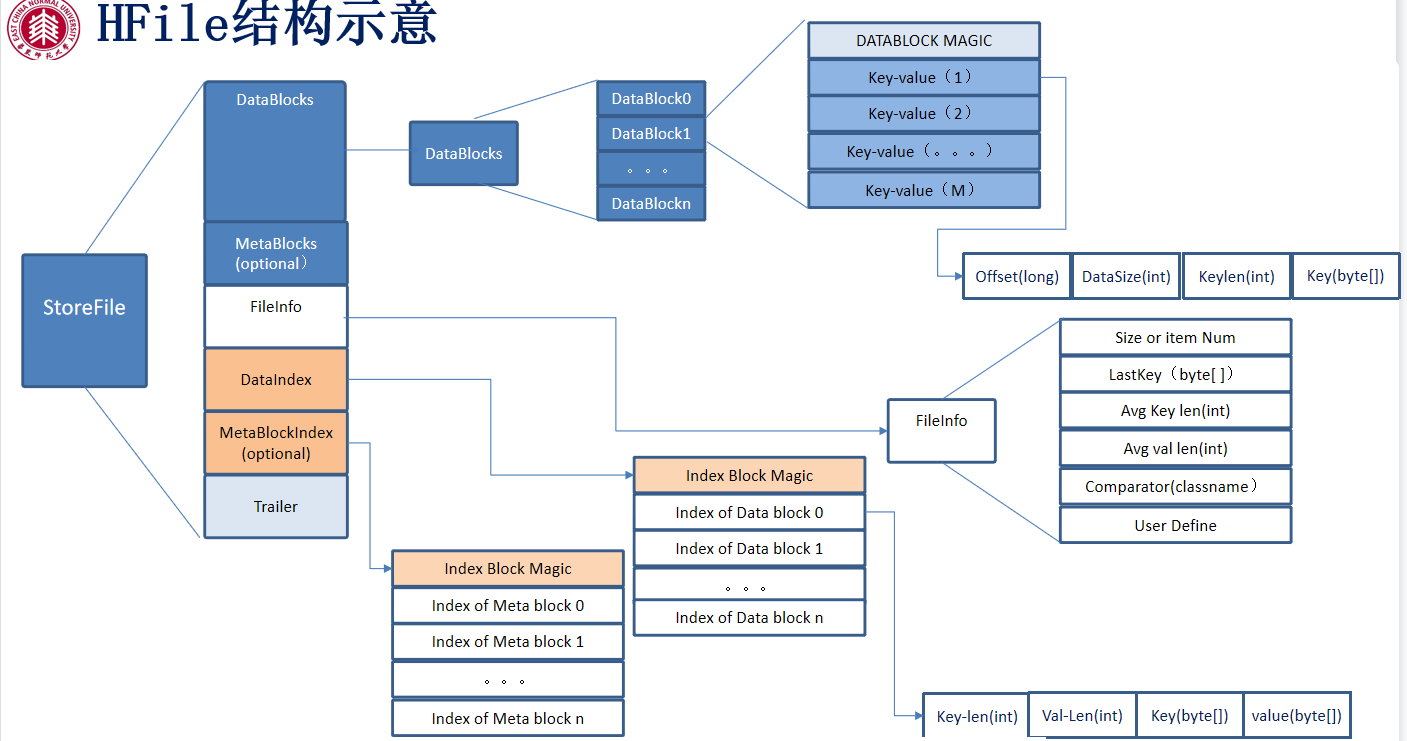 EAST CHINA NORMAL UNIVERSITY
HFile结构示意
StoreFile
DataBlocks
MetaBlocks
(optional）
FileInfo
DataIndex
MetaBlockIndex
(optional)
Trailer
DataBlocks
DataBlock0
DataBlock1
。。。
DataBlockn
DATABLOCK MAGIC
Key-value（1）
Key-value（2）
Key-value（。。。）
Key-value（M）
Offset(long)
DataSize(int)
Keylen(int)
Key(byte[])
FileInfo
Size or item Num
LastKey（byte[ ]）
Avg Key len(int)
Avg val len(int)
Comparator(classname）
User Define
Index Block Magic
Index of Data block 0
Index of Data block 1
。。。
Index of Data block n
Index Block Magic
Index of Meta block 0
Index of Meta block 1
。。。
Index of Meta block n
Key-len(int)
Val-Len(int)
Key(byte[])
value(byte[])